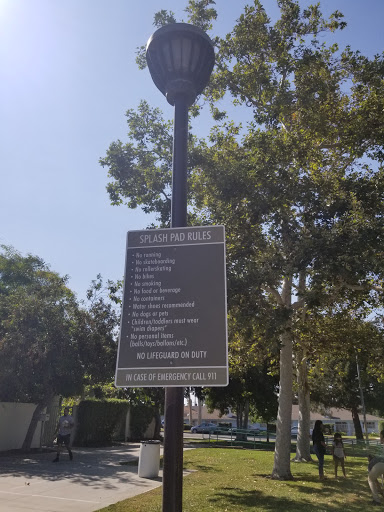 SPLASH PAD RULES
• No running
• No skateboarding
• No rollerskating
• No bikes
• No smoking
• No food or beverage
• No containers
• Water shoes recommended
• No dogs or pets
• Children/toddlers must wear
"swim diapers"
• No personal items
(balls/toys/ballons/etc)
NO LIFEGUARD ON DUTY
IN CASE OF EMERGENCY CALL 911